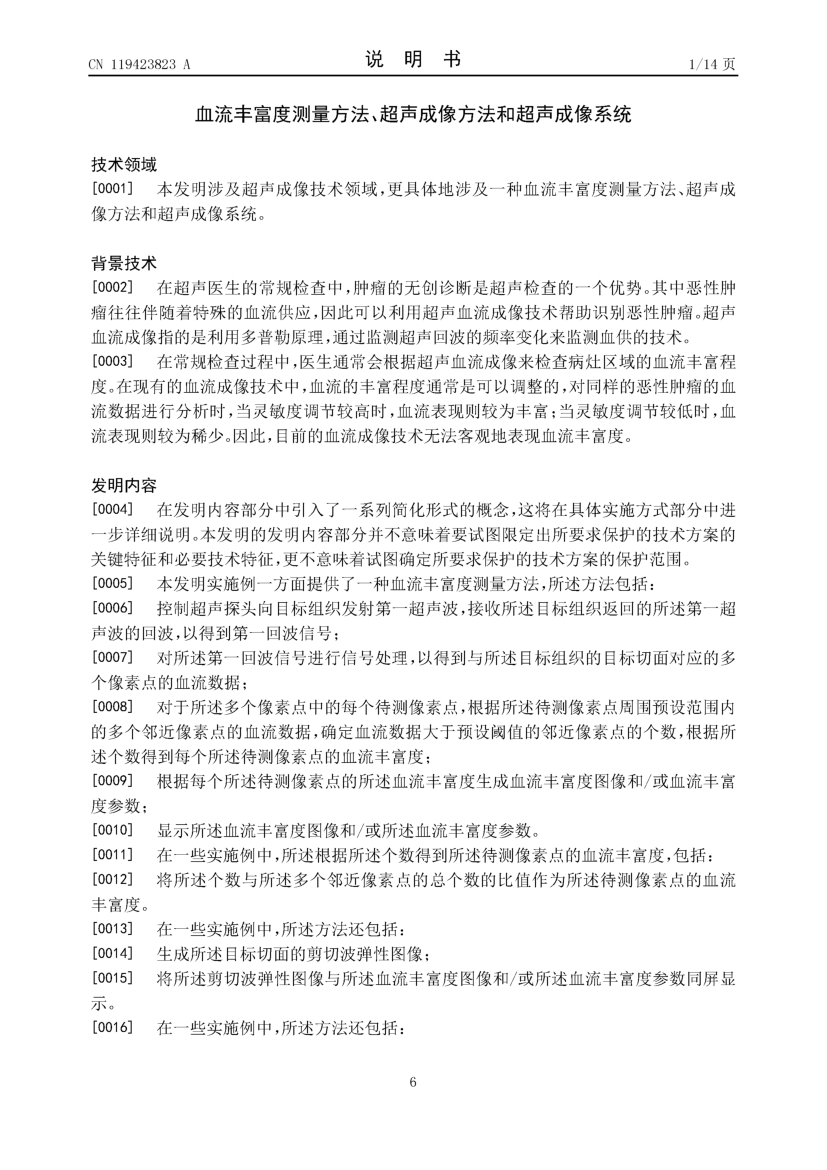 CN 119423823 A
说 明 书
1/14 页
血流丰富度测量方法、超声成像方法和超声成像系统
技术领域
[0001] 本发明涉及超声成像技术领域,更具体地涉及一种血流丰富度测量方法、超声成
像方法和超声成像系统。
背景技术
[0002] 在超声医生的常规检查中,肿瘤的无创诊断是超声检查的一个优势。其中恶性肿
瘤往往伴随着特殊的血流供应,因此可以利用超声血流成像技术帮助识别恶性肿瘤。超声
血流成像指的是利用多普勒原理,通过监测超声回波的频率变化来监测血供的技术。
[0003] 在常规检查过程中,医生通常会根据超声血流成像来检查病灶区域的血流丰富程
度。在现有的血流成像技术中,血流的丰富程度通常是可以调整的,对同样的恶性肿瘤的血
流数据进行分析时,当灵敏度调节较高时,血流表现则较为丰富;当灵敏度调节较低时,血
流表现则较为稀少。因此,目前的血流成像技术无法客观地表现血流丰富度。
发明内容
[0004] 在发明内容部分中引入了一系列简化形式的概念,这将在具体实施方式部分中进
一步详细说明。本发明的发明内容部分并不意味着要试图限定出所要求保护的技术方案的
关键特征和必要技术特征,更不意味着试图确定所要求保护的技术方案的保护范围。
[0005] 本发明实施例一方面提供了一种血流丰富度测量方法,所述方法包括:
[0006] 控制超声探头向目标组织发射第一超声波,接收所述目标组织返回的所述第一超
声波的回波,以得到第一回波信号;
[0007] 对所述第一回波信号进行信号处理,以得到与所述目标组织的目标切面对应的多
个像素点的血流数据;
[0008] 对于所述多个像素点中的每个待测像素点,根据所述待测像素点周围预设范围内
的多个邻近像素点的血流数据,确定血流数据大于预设阈值的邻近像素点的个数,根据所
述个数得到每个所述待测像素点的血流丰富度;
[0009] 根据每个所述待测像素点的所述血流丰富度生成血流丰富度图像和/或血流丰富
度参数;
[0010] 显示所述血流丰富度图像和/或所述血流丰富度参数。
[0011] 在一些实施例中,所述根据所述个数得到所述待测像素点的血流丰富度,包括:
[0012] 将所述个数与所述多个邻近像素点的总个数的比值作为所述待测像素点的血流
丰富度。
[0013] 在一些实施例中,所述方法还包括:
[0014] 生成所述目标切面的剪切波弹性图像;
[0015] 将所述剪切波弹性图像与所述血流丰富度图像和/或所述血流丰富度参数同屏显
示。
[0016] 在一些实施例中,所述方法还包括:
6